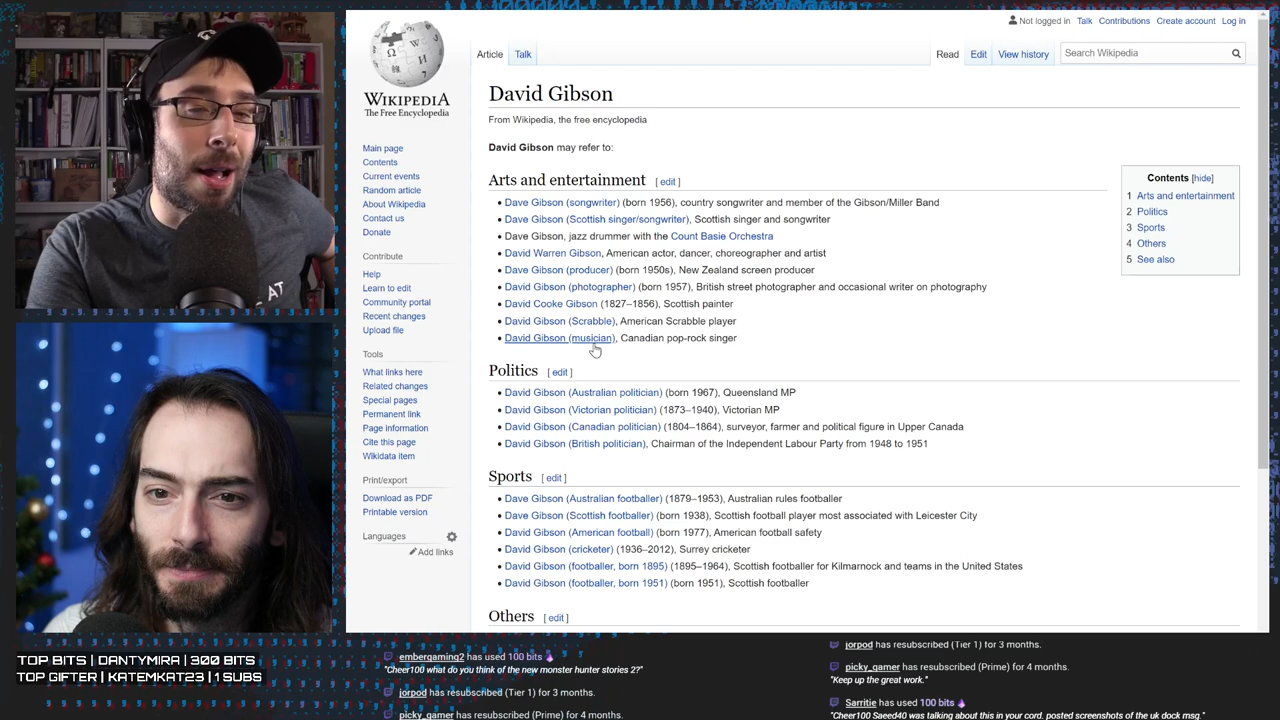 WIKIPEDIA
The Free Encyclopedia
Main page
Contents
Current events
Random article
About Wikipedia
Contact us
Donate
Contribute
Help
Learn to edit
Community portal
Recent changes
Upload file
Tools
What links here
Related changes
Special pages
Permanent link
Page information
Cite this page
Wikidata item
Print/export
Download as PDF
Printable version
Languages
Add links
Not logged in Talk Contributions Create account Log in
Article Talk Read Edit View history Search Wikipedia
David Gibson
From Wikipedia, the free encyclopedia
David Gibson may refer to:
Contents [hide]
1 Arts and entertainment
2 Politics
3 Sports
4 Others
5 See also
Arts and entertainment [ edit ]
• Dave Gibson (songwriter) (born 1956), country songwriter and member of the Gibson/Miller Band
• Dave Gibson (Scottish singer/songwriter), Scottish singer and songwriter
• Dave Gibson, jazz drummer with the Count Basie Orchestra
• David Warren Gibson, American actor, dancer, choreographer and artist
• Dave Gibson (producer) (born 1950s), New Zealand screen producer
• David Gibson (photographer) (born 1957), British street photographer and occasional writer on photography
• David Cooke Gibson (1827–1856), Scottish painter
• David Gibson (Scrabble), American Scrabble player
• David Gibson (musician), Canadian pop-rock singer
Politics [ edit ]
• David Gibson (Australian politician) (born 1967), Queensland MP
• David Gibson (Victorian politician) (1873–1940), Victorian MP
• David Gibson (Canadian politician) (1804–1864), surveyor, farmer and political figure in Upper Canada
• David Gibson (British politician), Chairman of the Independent Labour Party from 1948 to 1951
Sports [ edit ]
• Dave Gibson (Australian footballer) (1879–1953), Australian rules footballer
• Dave Gibson (Scottish footballer) (born 1938), Scottish football player most associated with Leicester City
• David Gibson (American football) (born 1977), American football safety
• David Gibson (cricketer) (1936–2012), Surrey cricketer
• David Gibson (footballer, born 1895) (1895–1964), Scottish footballer for Kilmarnock and teams in the United States
• David Gibson (footballer, born 1951) (born 1951), Scottish footballer
Others [ edit ]
TOP BITS | DANTYMIRA | 300 BITS
TOP GIFTER | KATEMKAT23 | 1 SUBS
embergaming2 has used 100 bits
"Cheer100 what do you think of the new monster hunter stories 2?"
jorpod has resubscribed (Tier 1) for 3 months.
picky_gamer has resubscribed (Prime) for 4 months.
jorpod has resubscribed (Tier 1) for 3 months.
picky_gamer has resubscribed (Prime) for 4 months.
"Keep up the great work."
Sarritie has used 100 bits
"Cheer100 Saeed40 was talking about this in your cord. posted screenshots of the uk dock msg."